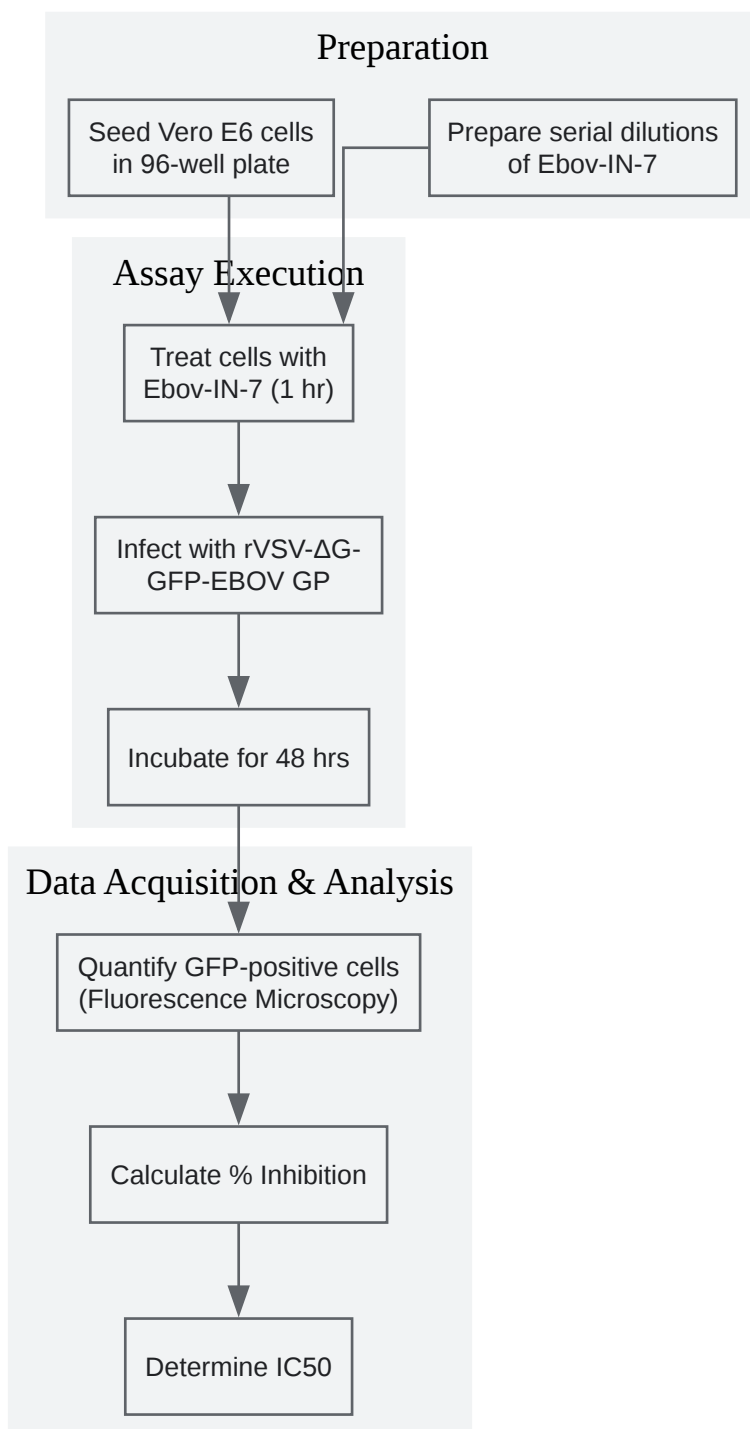 Preparation
Seed Vero E6 cells
in 96-well plate
Prepare serial dilutions
of Ebov-IN-7
Assay Execution
Treat cells with
Ebov-IN-7 (1 hr)
Infect with rVSV-ΔG-
GFP-EBOV GP
Incubate for 48 hrs
Data Acquisition & Analysis
Quantify GFP-positive cells
(Fluorescence Microscopy)
Calculate % Inhibition
Determine IC50